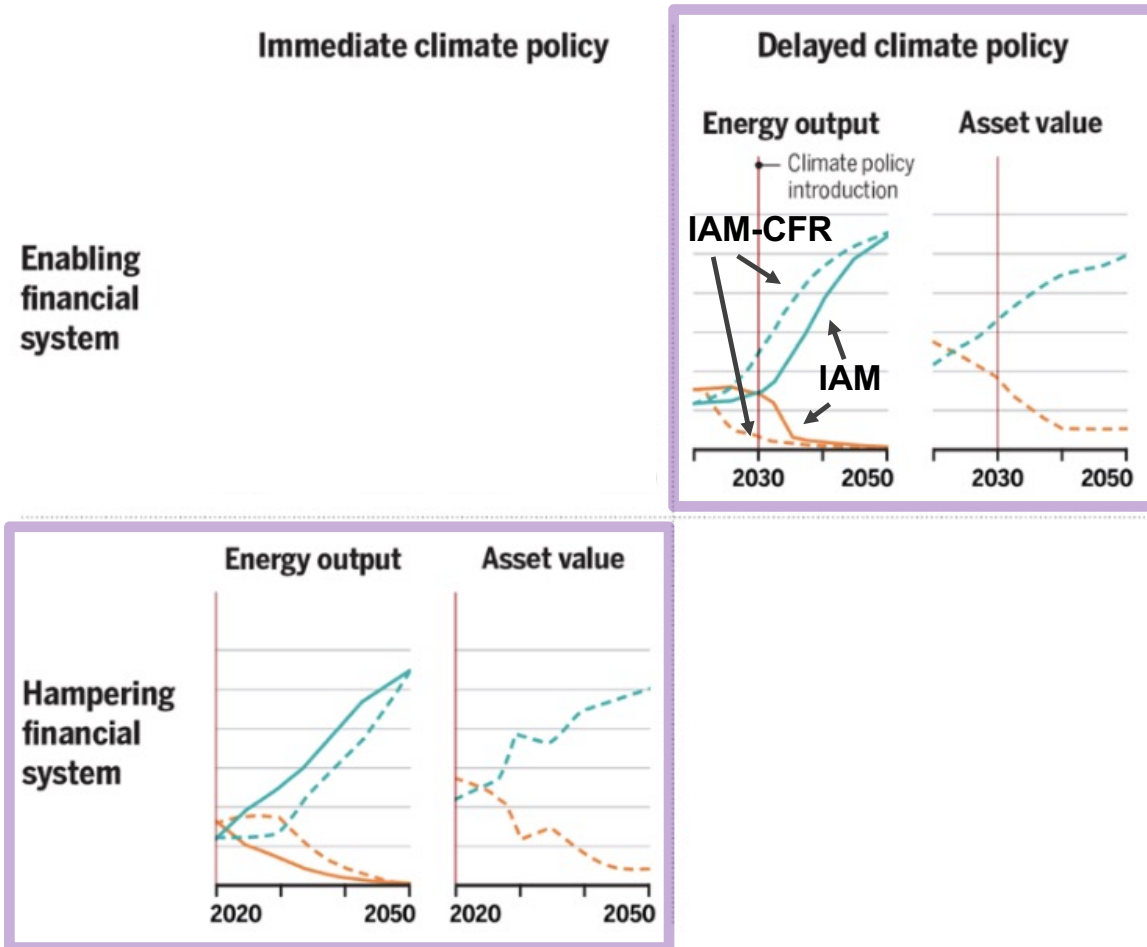 Immediate climate policy
Delayed climate policy
Energy output
Asset value
Climate policy
introduction
IAM-CFR
IAM
Enabling
financial
system
2030
2050
2030
2050
Energy output
Asset value
Hampering
financial
system
2020
2050
2020
2050